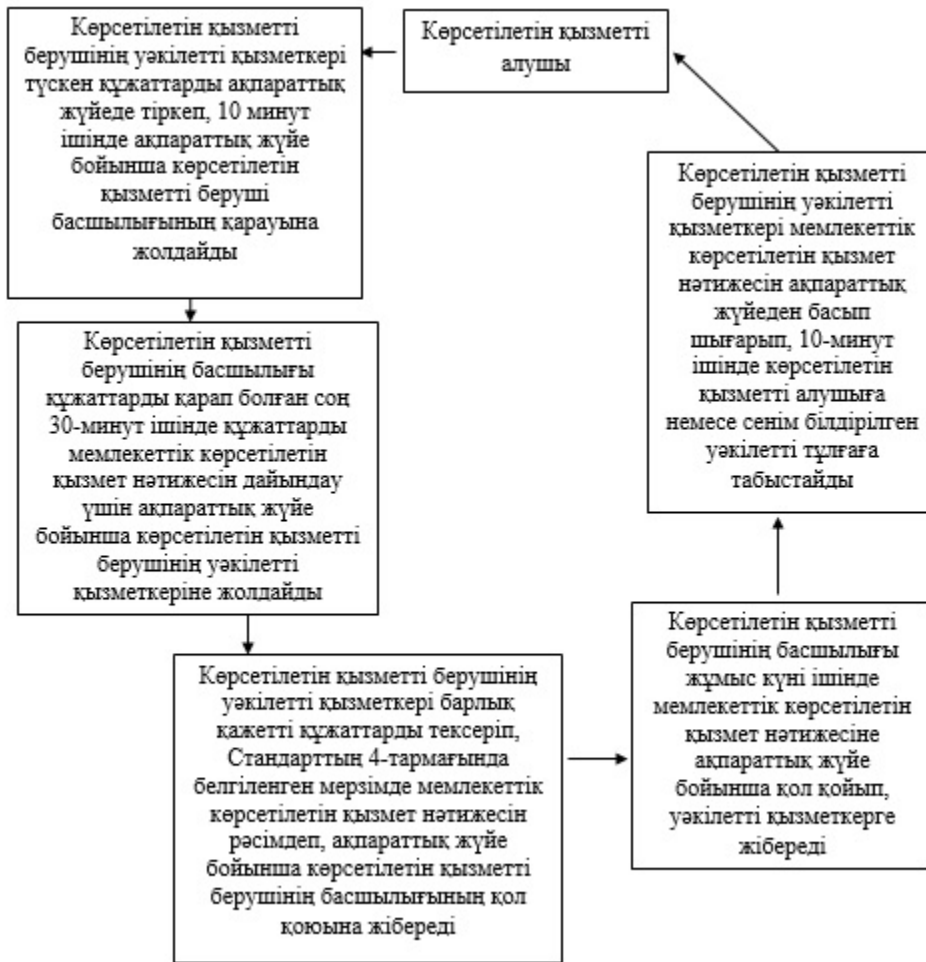 Көрсетілетін қызметті
алушы
Көрсетілетін қызметті
берушінің уәкілетті қызметкері
түскен құжаттарды ақпараттық
жүйеде тіркеп, 10 минут
ішінде ақпараттық жүйе
бойынша көрсетілетін
қызметті беруші
басшылығының қарауына
жолдайды
Көрсетілетін қызметті
берушінің басшылығы
құжаттарды қарап болған соң
30-минут ішінде құжаттарды
мемлекеттік көрсетілетін
қызмет нәтижесін дайындау
үшін ақпараттық жүйе
бойынша көрсетілетін қызметті
берушінің уәкілетті
қызметкеріне жолдайды
Көрсетілетін қызметті берушінің
уәкілетті қызметкері барлық
қажетті құжаттарды тексеріп,
Стандарттың 4-тармағында
белгіленген мерзімде мемлекеттік
көрсетілетін қызмет нәтижесін
рәсімдеп, ақпараттық жүйе
бойынша көрсетілетін қызметті
берушінің басшылығының қол
қоюына жібереді
Көрсетілетін қызметті
берушінің басшылығы
жұмыс күні ішінде
мемлекеттік көрсетілетін
қызмет нәтижесіне
ақпараттық жүйе
бойынша қол қойып,
уәкілетті қызметкерге
жібереді
Көрсетілетін қызметті
берушінің уәкілетті
қызметкері мемлекеттік
көрсетілетін қызмет
нәтижесін ақпараттық
жүйеден басып
шығарып, 10-минут
ішінде көрсетілетін
қызметті алушыға
немесе сенім білдірілген
уәкілетті тұлғаға
табыстайды